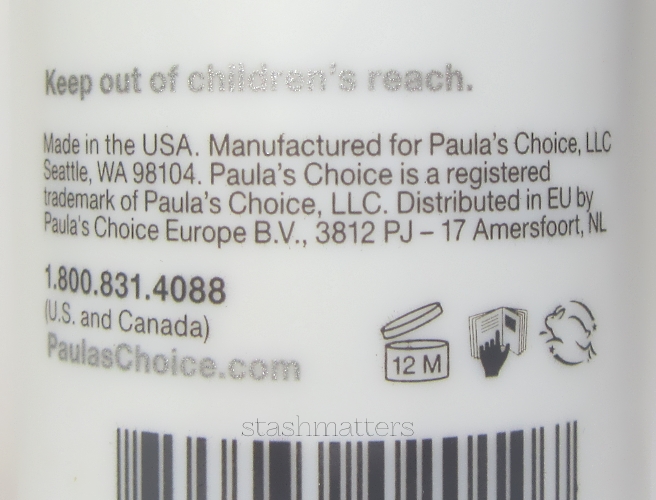 Keep out of children's reach.
Made in the USA. Manufactured for Paula's Choice, LLC
Seattle, WA 98104. Paula's Choice is a registered
trademark of Paula's Choice, LLC. Distributed in EU by
Paula's Choice Europe B.V., 3812 PJ – 17 Amersfoort, NL
1.800.831.4088
(U.S. and Canada)
PaulasChoice.com
12 M
stashmatters